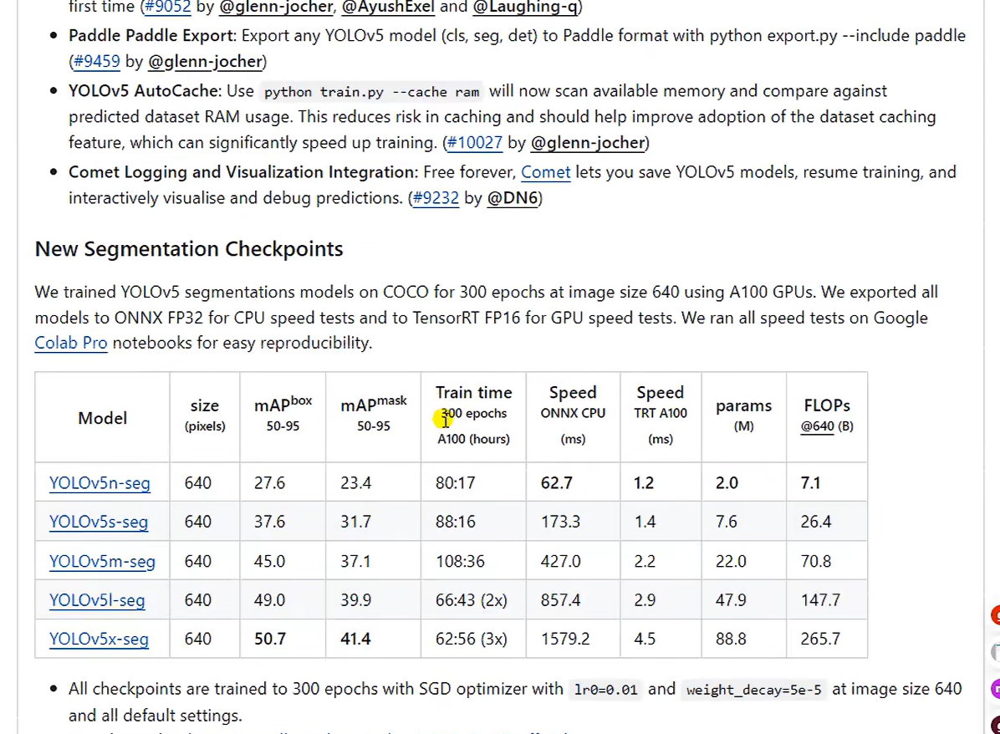 first time (#9052 by @glenn-jocher, @AyushExel and @Laughing-q)
• Paddle Paddle Export: Export any YOLOv5 model (cls, seg, det) to Paddle format with python export.py --include paddle
(#9459 by @glenn-jocher)
• YOLOv5 AutoCache: Use python train.py --cache ram will now scan available memory and compare against
predicted dataset RAM usage. This reduces risk in caching and should help improve adoption of the dataset caching
feature, which can significantly speed up training. (#10027 by @glenn-jocher)
• Comet Logging and Visualization Integration: Free forever, Comet lets you save YOLOv5 models, resume training, and
interactively visualise and debug predictions. (#9232 by @DN6)
New Segmentation Checkpoints
We trained YOLOv5 segmentations models on COCO for 300 epochs at image size 640 using A100 GPUs. We exported all
models to ONNX FP32 for CPU speed tests and to TensorRT FP16 for GPU speed tests. We ran all speed tests on Google
Colab Pro notebooks for easy reproducibility.
Model size (pixels) mAPbox 50-95 mAPmask 50-95 Train time 300 epochs A100 (hours) Speed ONNX CPU (ms) Speed TRT A100 (ms) params (M) FLOPs @640 (B)
YOLOv5n-seg 640 27.6 23.4 80:17 62.7 1.2 2.0 7.1
YOLOv5s-seg 640 37.6 31.7 88:16 173.3 1.4 7.6 26.4
YOLOv5m-seg 640 45.0 37.1 108:36 427.0 2.2 22.0 70.8
YOLOv5l-seg 640 49.0 39.9 66:43 (2x) 857.4 2.9 47.9 147.7
YOLOv5x-seg 640 50.7 41.4 62:56 (3x) 1579.2 4.5 88.8 265.7
• All checkpoints are trained to 300 epochs with SGD optimizer with lr0=0.01 and weight_decay=5e-5 at image size 640
and all default settings.